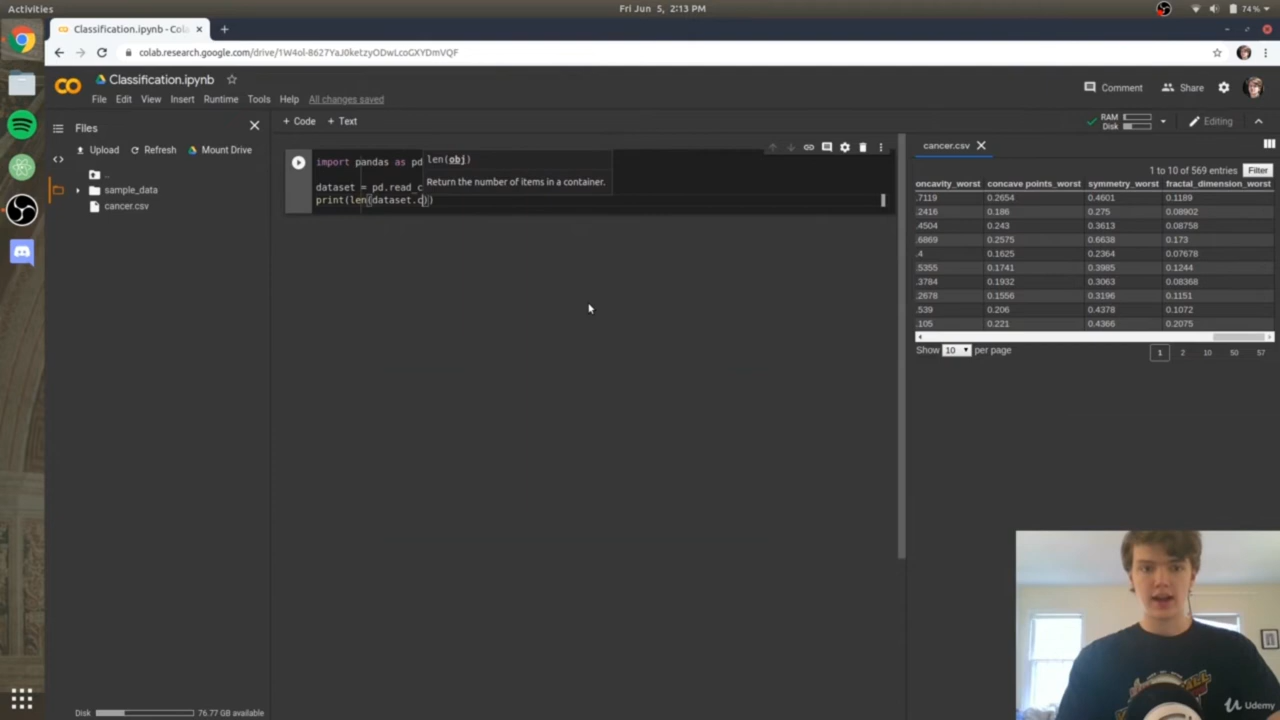 Activities
Fri Jun 5, 2:13 PM
74 %
Classification.ipynb - Cola
colab.research.google.com/drive/1W4ol-8627YaJ0ketzyODwLcoGXYDmVQF
Classification.ipynb
File Edit View Insert Runtime Tools Help All changes saved
Comment Share
+ Code + Text
RAM
Disk
Editing
Files
Upload Refresh Mount Drive
..
sample_data
cancer.csv
import pandas as pd
len(obj)
Return the number of items in a container.
dataset = pd.read_c
print(len(dataset.c))
cancer.csv
1 to 10 of 569 entries Filter
oncavity_worst concave points_worst symmetry_worst fractal_dimension_worst
.7119 0.2654 0.4601 0.1189
.2416 0.186 0.275 0.08902
.4504 0.243 0.3613 0.08758
.6869 0.2575 0.6638 0.173
.4 0.1625 0.2364 0.07678
.5355 0.1741 0.3985 0.1244
.3784 0.1932 0.3063 0.08368
.2678 0.1556 0.3196 0.1151
.539 0.206 0.4378 0.1072
.105 0.221 0.4366 0.2075
Show 10 per page
1 2 10 50 57
Disk 76.77 GB available
Udemy